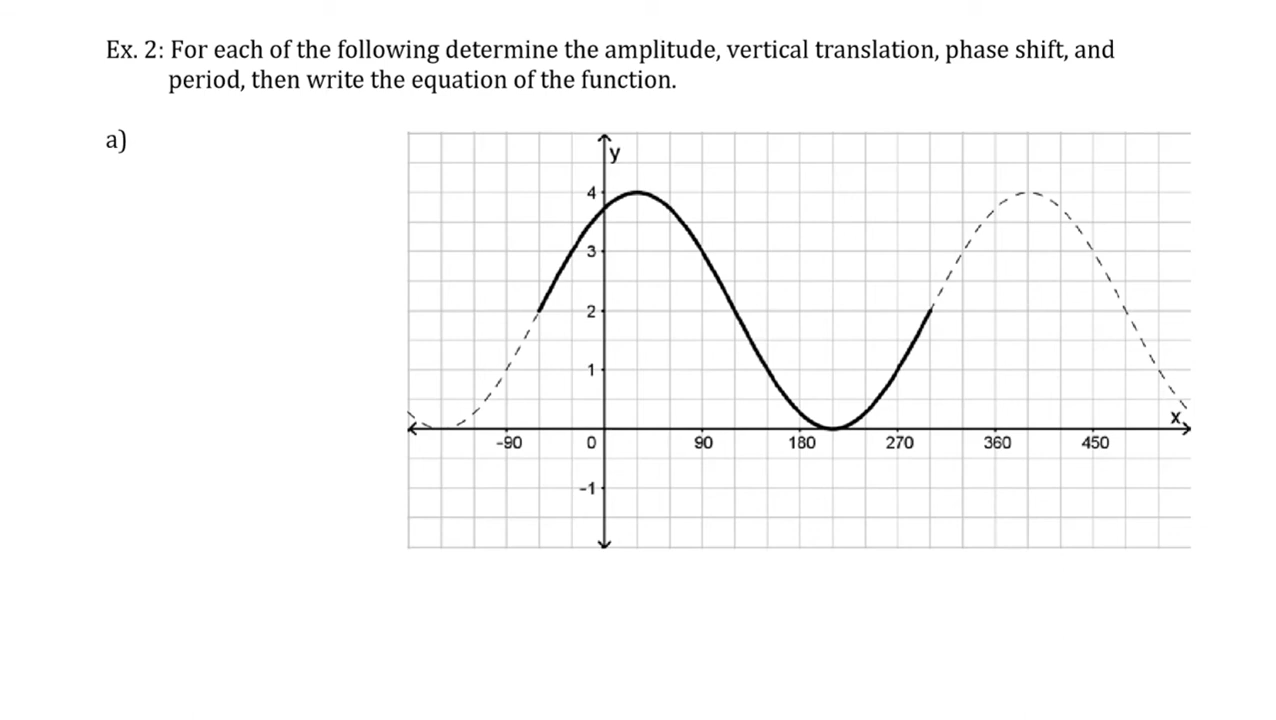 Ex. 2: For each of the following determine the amplitude, vertical translation, phase shift, and
period, then write the equation of the function.
a)
y
4
3
2
1
x
-90 0 90 180 270 360 450
-1